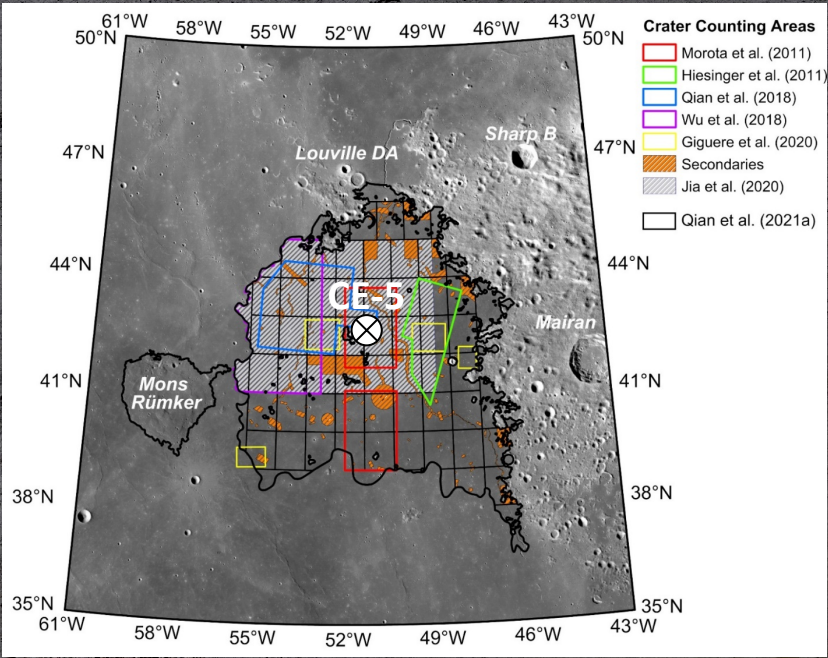 61°W 58°W 55°W 52°W 49°W 46°W 43°W
50°N 50°N
47°N 47°N
44°N 44°N
41°N 41°N
38°N 38°N
35°N 35°N
61°W 58°W 55°W 52°W 49°W 46°W 43°W
Louville DA
Sharp B
CE-5
Mairan
Mons
Rümker
Crater Counting Areas
Morota et al. (2011)
Hiesinger et al. (2011)
Qian et al. (2018)
Wu et al. (2018)
Giguere et al. (2020)
Secondaries
Jia et al. (2020)
Qian et al. (2021a)